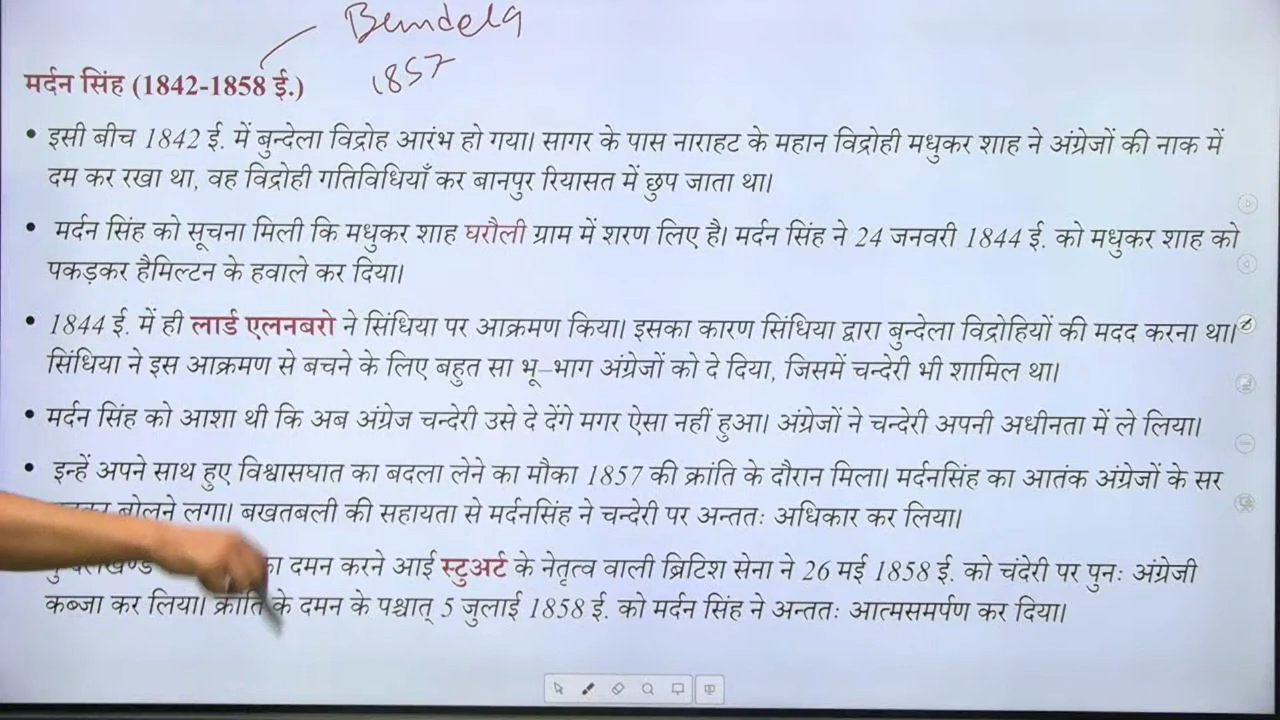 Bundela
1857
मर्दन सिंह (1842-1858 ई.)
• इसी बीच 1842 ई. में बुन्देला विद्रोह आरंभ हो गया। सागर के पास नाराहट के महान विद्रोही मधुकर शाह ने अंग्रेजों की नाक में
दम कर रखा था, वह विद्रोही गतिविधियाँ कर बानपुर रियासत में छुप जाता था।
• मर्दन सिंह को सूचना मिली कि मधुकर शाह घरौली ग्राम में शरण लिए है। मर्दन सिंह ने 24 जनवरी 1844 ई. को मधुकर शाह को
पकड़कर हैमिल्टन के हवाले कर दिया।
• 1844 ई. में ही लार्ड एलनबरो ने सिंधिया पर आक्रमण किया। इसका कारण सिंधिया द्वारा बुन्देला विद्रोहियों की मदद करना था।
सिंधिया ने इस आक्रमण से बचने के लिए बहुत सा भू–भाग अंग्रेजों को दे दिया, जिसमें चन्देरी भी शामिल था।
• मर्दन सिंह को आशा थी कि अब अंग्रेज चन्देरी उसे दे देंगे मगर ऐसा नहीं हुआ। अंग्रेजों ने चन्देरी अपनी अधीनता में ले लिया।
• इन्हें अपने साथ हुए विश्वासघात का बदला लेने का मौका 1857 की क्रांति के दौरान मिला। मर्दनसिंह का आतंक अंग्रेजों के सर
बोलने लगा। बखतबली की सहायता से मर्दनसिंह ने चन्देरी पर अन्ततः अधिकार कर लिया।
का दमन करने आई स्टुअर्ट के नेतृत्व वाली ब्रिटिश सेना ने 26 मई 1858 ई. को चंदेरी पर पुनः अंग्रेजी
कब्जा कर लिया। क्रांति के दमन के पश्चात् 5 जुलाई 1858 ई. को मर्दन सिंह ने अन्ततः आत्मसमर्पण कर दिया।